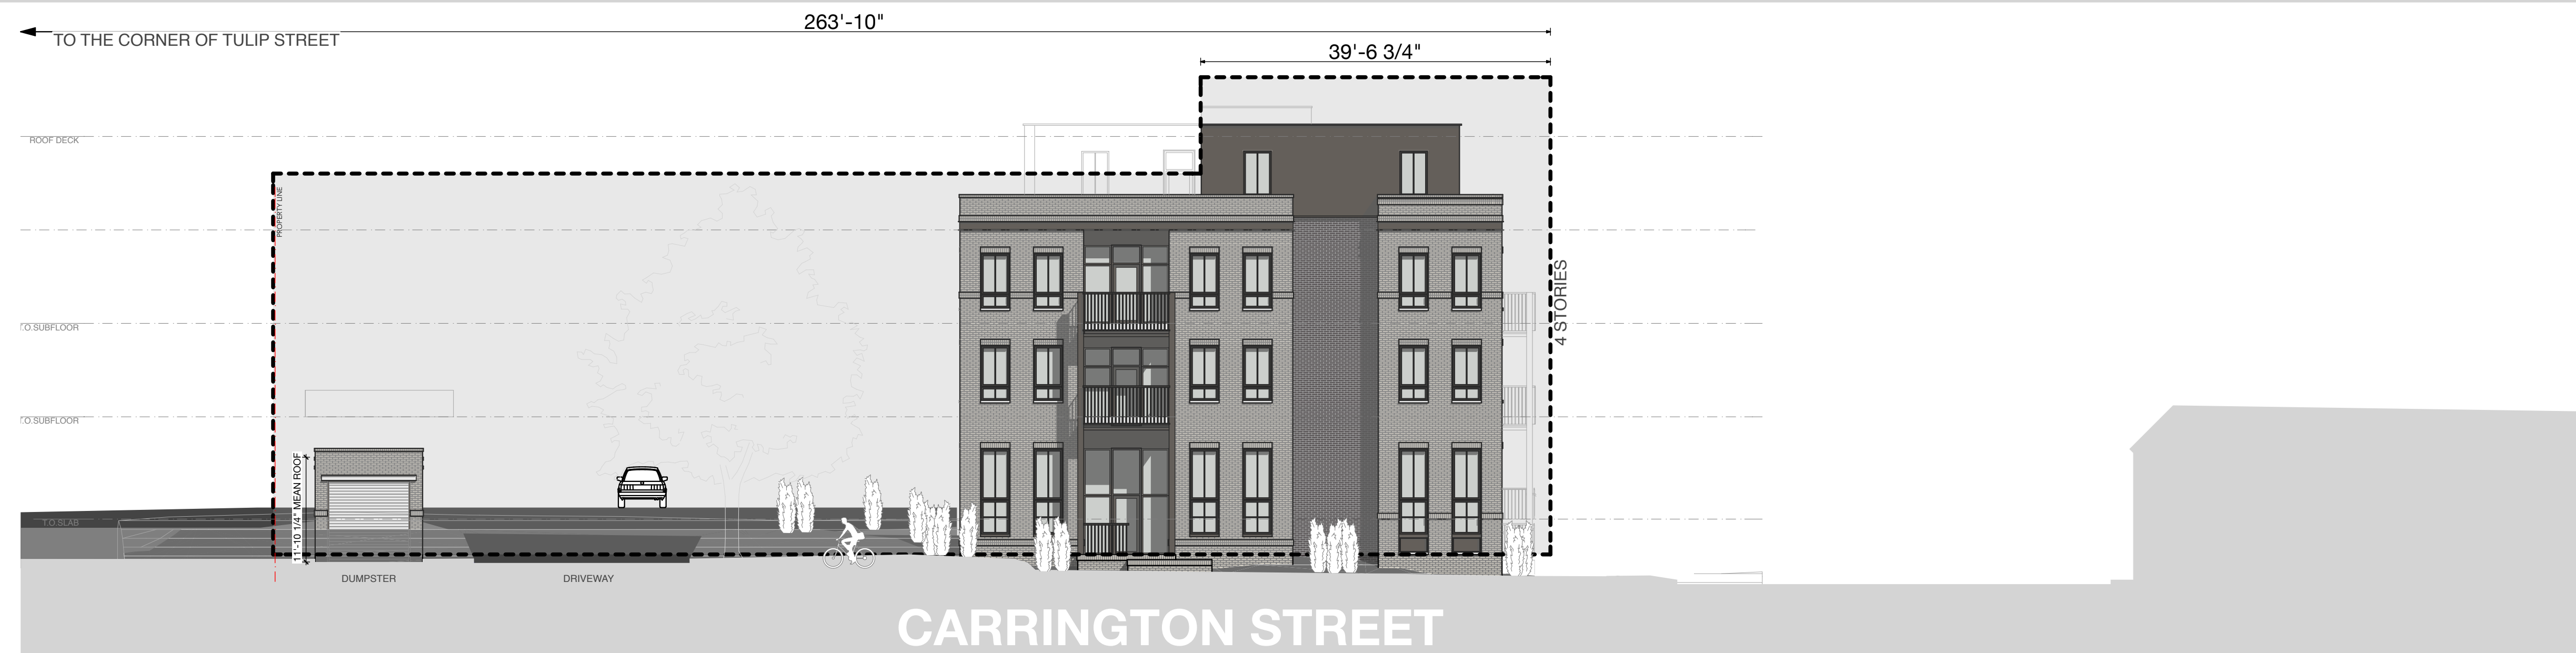 263'-10"
TO THE CORNER OF TULIP STREET
39'-6 3/4"
ROOF DECK
PROPERTY LINE
4 STORIES
T.O.SUBFLOOR
T.O.SUBFLOOR
11'-10 1/4" MEAN ROOF
T.O.SLAB
DUMPSTER
DRIVEWAY
CARRINGTON STREET